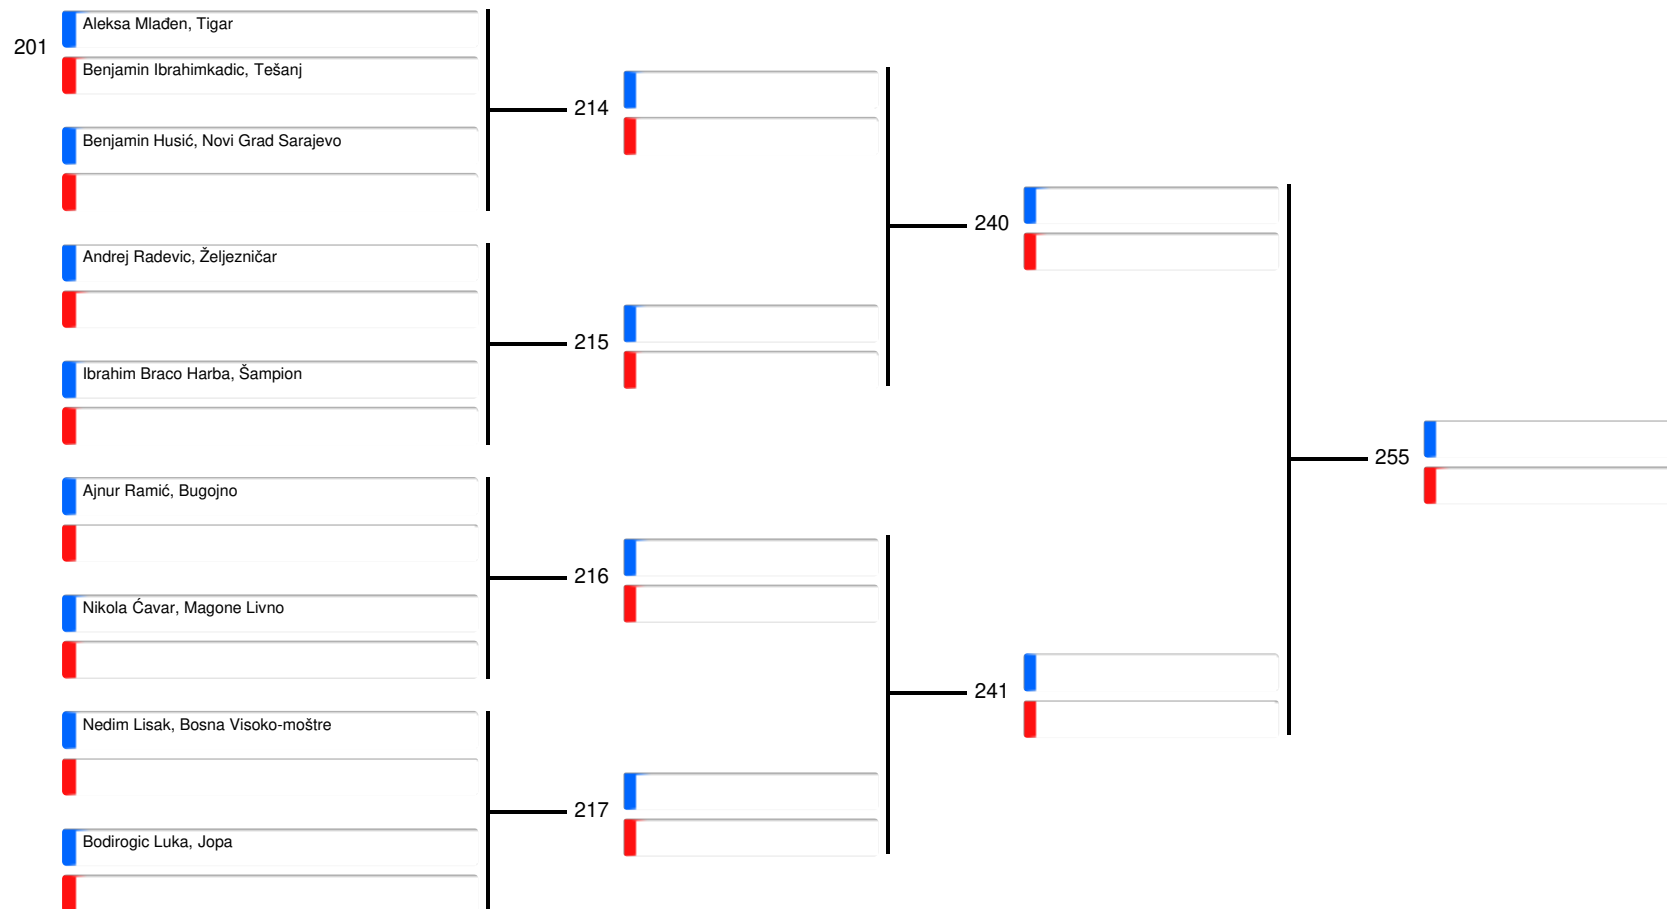 Aleksa Mlađen, Tigar
201
Benjamin Ibrahimkadic, Tešanj
214
Benjamin Husić, Novi Grad Sarajevo
240
Andrej Radevic, Željezničar
215
Ibrahim Braco Harba, Šampion
255
Ajnur Ramić, Bugojno
216
Nikola Ćavar, Magone Livno
241
Nedim Lisak, Bosna Visoko-moštre
217
Bodirogic Luka, Jopa